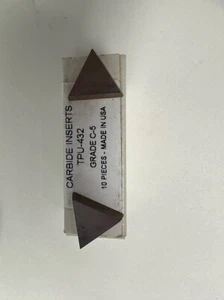 CARBIDE INSERTS
TPU-432
GRADE C-5
10 PIECES - MADE IN USA